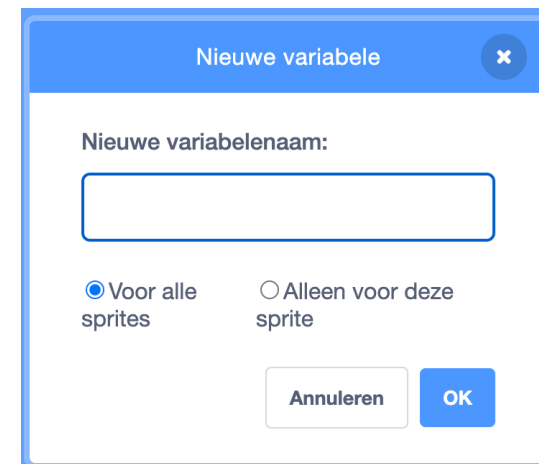 Nieuwe variabele
Nieuwe variabelenaam:
Voor alle sprites
Alleen voor deze sprite
Annuleren
OK